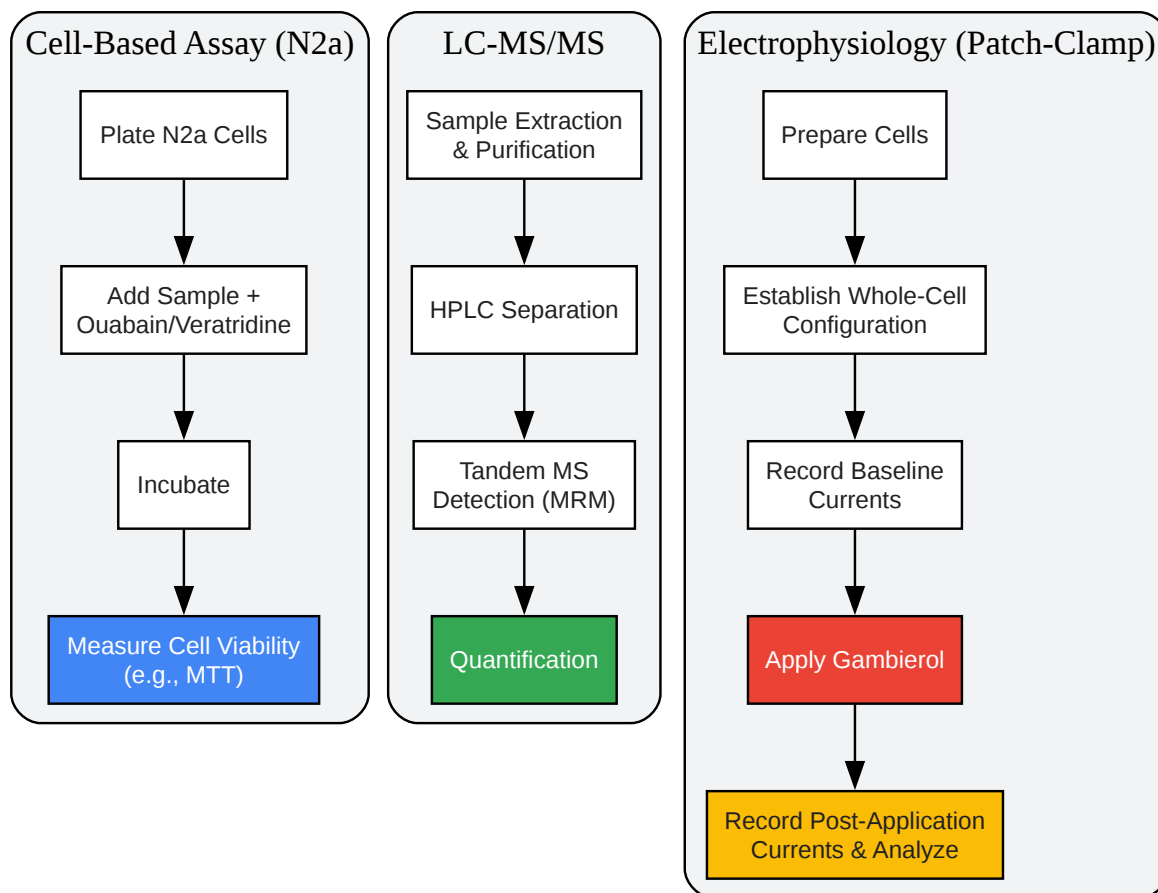 Cell-Based Assay (N2a)
Plate N2a Cells
Add Sample +
Ouabain/Veratridine
Incubate
Measure Cell Viability
(e.g., MTT)
LC-MS/MS
Sample Extraction
& Purification
HPLC Separation
Tandem MS
Detection (MRM)
Quantification
Electrophysiology (Patch-Clamp)
Prepare Cells
Establish Whole-Cell
Configuration
Record Baseline
Currents
Apply Gambierol
Record Post-Application
Currents & Analyze